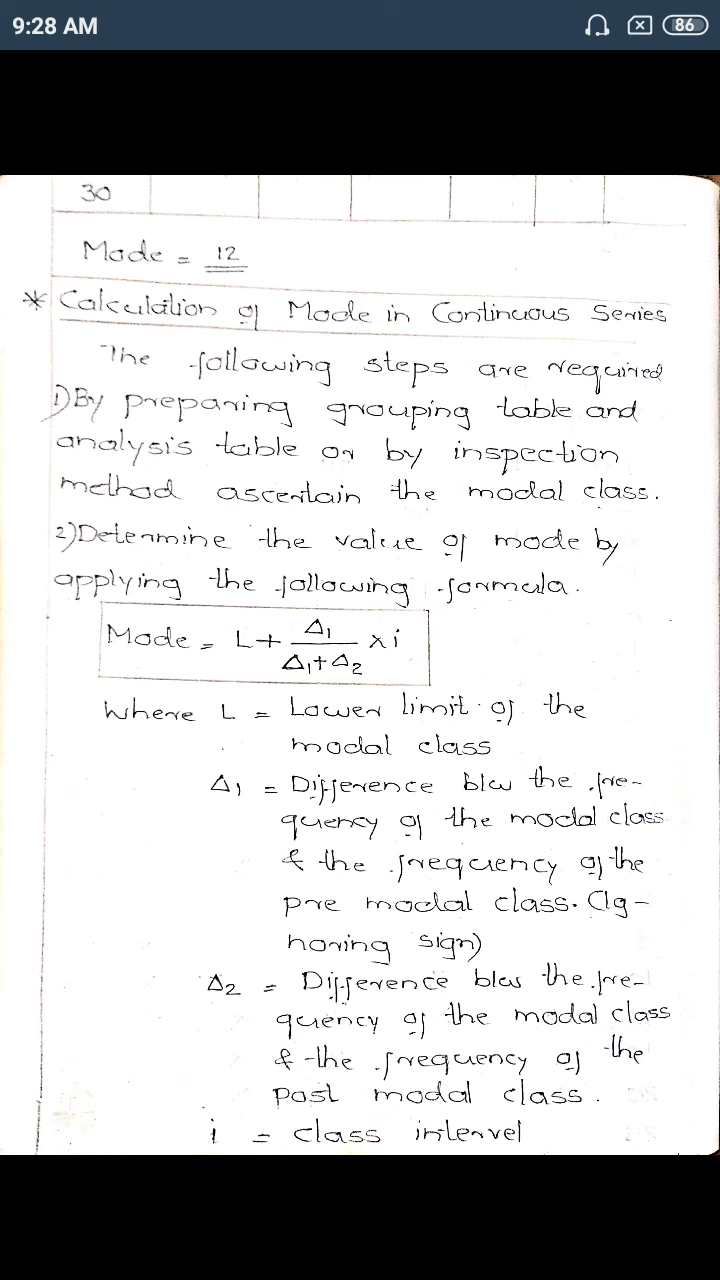 9:28 AM
86
30
Mode = 12
* Calculation of Mode in Continuous Series
The following steps are required
1) By preparing grouping table and
analysis table or by inspection
method ascertain the modal class.
2) Determine the value of mode by
applying the following formula.
Mode = L + Δ1 / Δ1 + Δ2 × i
where L = Lower limit of the
modal class
Δ1 = Difference btw the fre-
quency of the modal class
& the frequency of the
pre modal class. (Ig-
noring sign)
Δ2 = Difference btw the fre-
quency of the modal class
& the frequency of the
post modal class.
i = class intervel